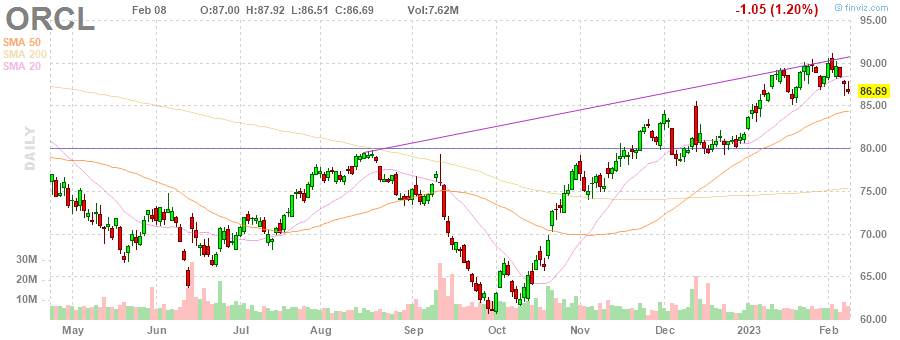 ORCL
Feb 08 O:87.00 H:87.92 L:86.51 C:86.69 Vol:7.62M -1.05 (1.20%)
© finviz.com
SMA 50
SMA 200
SMA 20
DAILY
95.00
90.00
86.69
85.00
80.00
75.00
70.00
65.00
60.00
30M
20M
10M
May Jun Jul Aug Sep Oct Nov Dec 2023 Feb